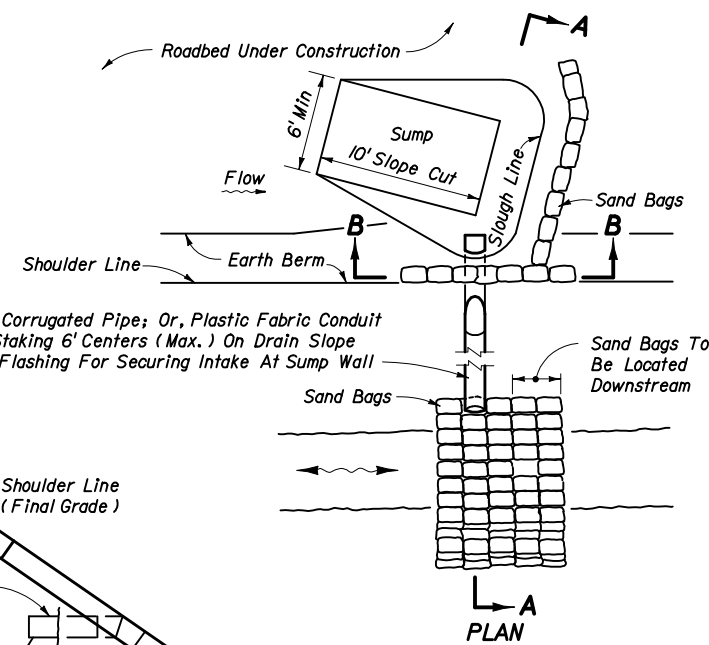 A
Roadbed Under Construction
6' Min
Sump
10' Slope Cut
Slough Line
Flow
Sand Bags
B
B
Earth Berm
Shoulder Line
Corrugated Pipe; Or, Plastic Fabric Conduit
Staking 6' Centers (Max.) On Drain Slope
Flashing For Securing Intake At Sump Wall
Sand Bags To
Be Located
Downstream
Sand Bags
Shoulder Line
(Final Grade)
A
PLAN